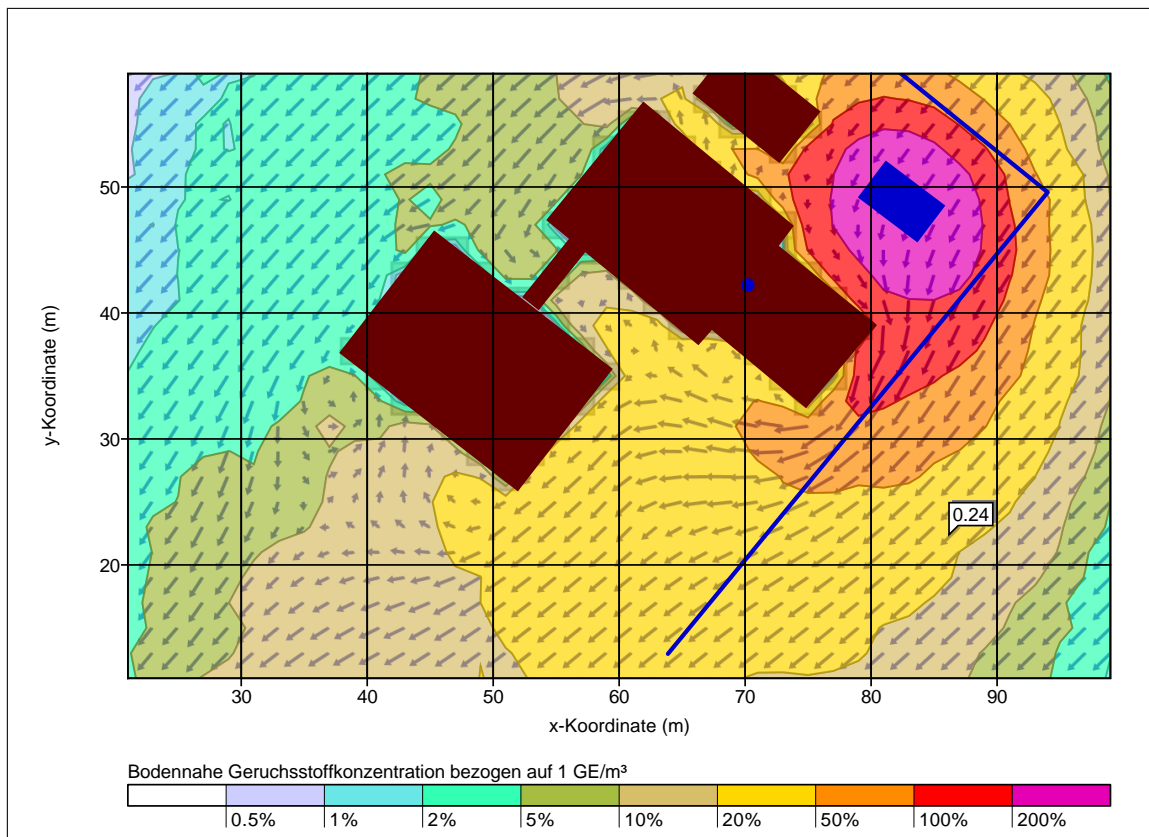 50
40
30
20
y-Koordinate (m)
0.24
30 40 50 60 70 80 90
x-Koordinate (m)
Bodennahe Geruchsstoffkonzentration bezogen auf 1 GE/m³
0.5% 1% 2% 5% 10% 20% 50% 100% 200%